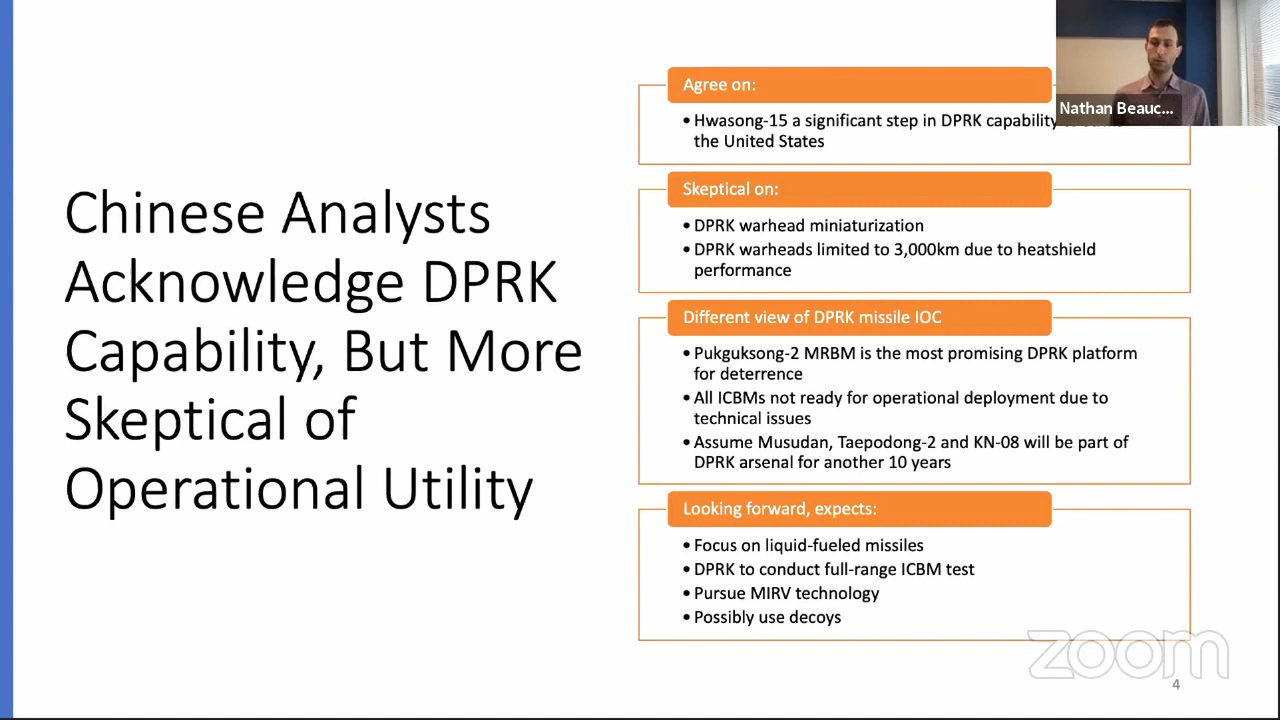 Chinese Analysts
Acknowledge DPRK
Capability, But More
Skeptical of
Operational Utility
Agree on:
• Hwasong-15 a significant step in DPRK capability
the United States
Skeptical on:
• DPRK warhead miniaturization
• DPRK warheads limited to 3,000km due to heatshield
performance
Different view of DPRK missile IOC
• Pukguksong-2 MRBM is the most promising DPRK platform
for deterrence
• All ICBMs not ready for operational deployment due to
technical issues
• Assume Musudan, Taepodong-2 and KN-08 will be part of
DPRK arsenal for another 10 years
Looking forward, expects:
• Focus on liquid-fueled missiles
• DPRK to conduct full-range ICBM test
• Pursue MIRV technology
• Possibly use decoys
Nathan Beauc...
zoom
4